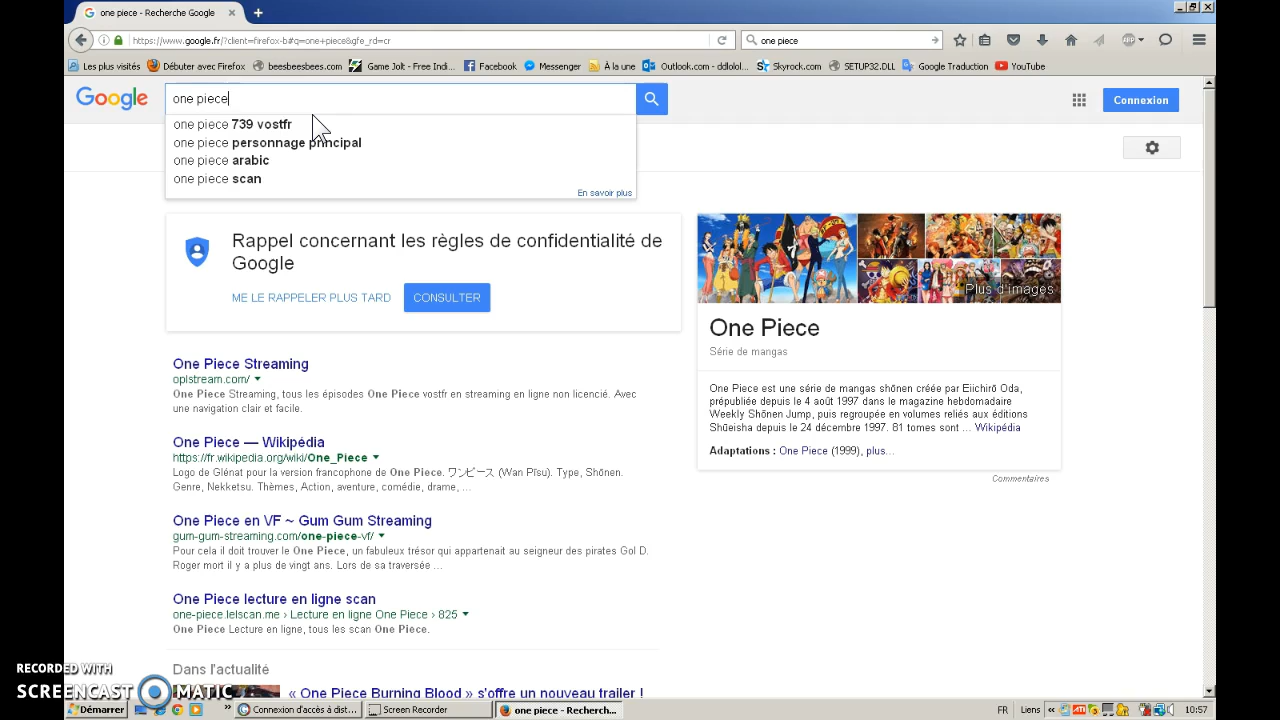 one piece - Recherche Google
https://www.google.fr/?client=firefox-b#q=one+piece&gfe_rd=cr
one piece
Les plus visités
Débuter avec Firefox
beesbeesbees.com
Game Jolt - Free Indi...
Facebook
Messenger
À la une
Outlook.com - ddlolol...
Skyrock.com
SETUP32.DLL
Google Traduction
YouTube
Google
one piece
Connexion
one piece 739 vostfr
one piece personnage principal
one piece arabic
one piece scan
En savoir plus
Rappel concernant les règles de confidentialité de
Google
ME LE RAPPELER PLUS TARD
CONSULTER
Plus d'images
One Piece
Série de mangas
One Piece est une série de mangas shōnen créée par Eiichirō Oda,
prépubliée depuis le 4 août 1997 dans le magazine hebdomadaire
Weekly Shōnen Jump, puis regroupée en volumes reliés aux éditions
Shūeisha depuis le 24 décembre 1997. 81 tomes sont ... Wikipédia
Adaptations : One Piece (1999), plus...
Commentaires
One Piece Streaming
oplstream.com/
One Piece Streaming, tous les épisodes One Piece vostfr en streaming en ligne non licencié. Avec
une navigation clair et facile.
One Piece — Wikipédia
https://fr.wikipedia.org/wiki/One_Piece
Logo de Glénat pour la version francophone de One Piece. ワンピース (Wan Pīsu). Type, Shōnen.
Genre, Nekketsu. Thèmes, Action, aventure, comédie, drame, ...
One Piece en VF ~ Gum Gum Streaming
gum-gum-streaming.com/one-piece-vf/
Pour cela il doit trouver le One Piece, un fabuleux trésor qui appartenait au seigneur des pirates Gol D.
Roger mort il y a plus de vingt ans. Lors de sa traversée ...
One Piece lecture en ligne scan
one-piece.lelscan.me › Lecture en ligne One Piece › 825
One Piece Lecture en ligne, tous les scan One Piece.
Dans l'actualité
« One Piece Burning Blood » s'offre un nouveau trailer !
RECORDED WITH
SCREENCAST MATIC
Démarrer
Connexion d'accès à dist...
Screen Recorder
one piece - Recherch...
FR
Liens
10:57